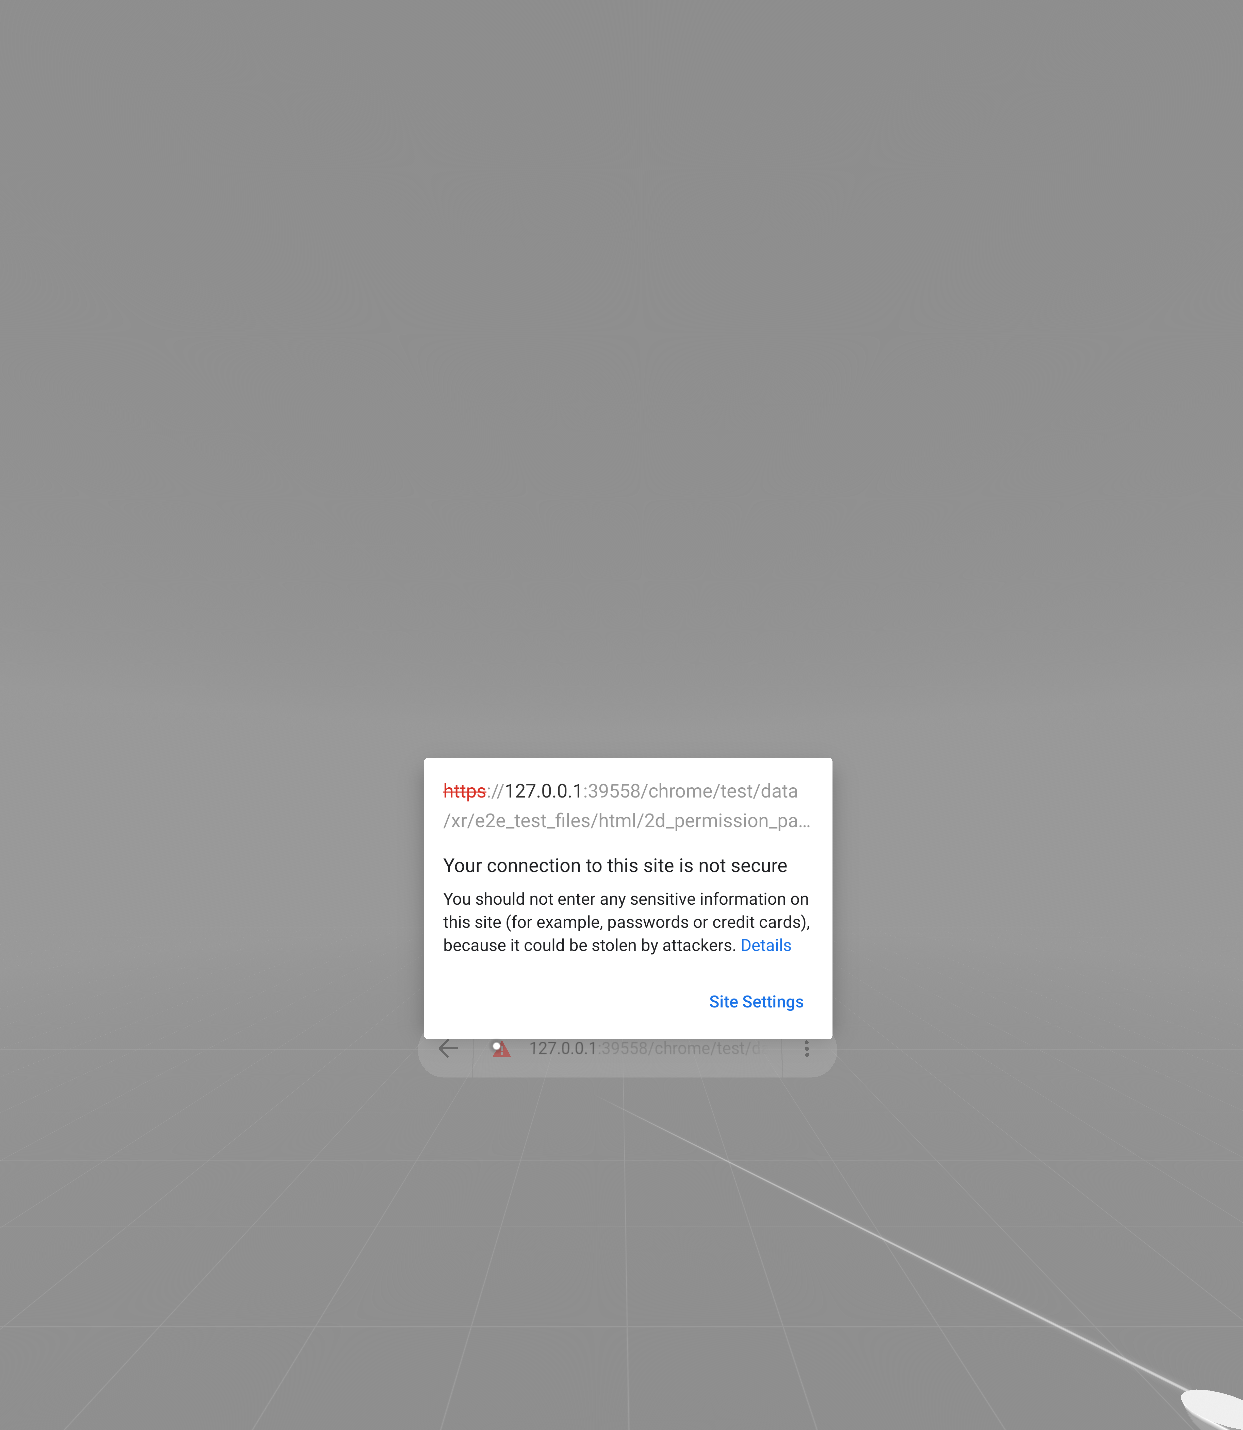 https://127.0.0.1:39558/chrome/test/data
/xr/e2e_test_files/html/2d_permission_pa...
Your connection to this site is not secure
You should not enter any sensitive information on
this site (for example, passwords or credit cards),
because it could be stolen by attackers. Details
Site Settings
127.0.0.1:39558/chrome/test/d